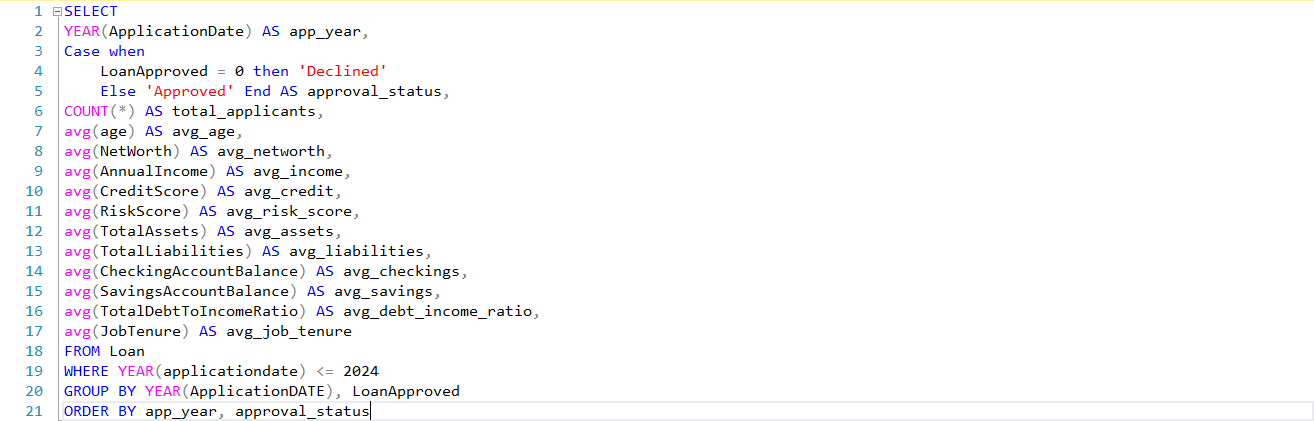 1 SELECT
2 YEAR(ApplicationDate) AS app_year,
3 Case when
4 LoanApproved = 0 then 'Declined'
5 Else 'Approved' End AS approval_status,
6 COUNT(*) AS total_applicants,
7 avg(age) AS avg_age,
8 avg(NetWorth) AS avg_networth,
9 avg(AnnualIncome) AS avg_income,
10 avg(CreditScore) AS avg_credit,
11 avg(RiskScore) AS avg_risk_score,
12 avg(TotalAssets) AS avg_assets,
13 avg(TotalLiabilities) AS avg_liabilities,
14 avg(CheckingAccountBalance) AS avg_checkings,
15 avg(SavingsAccountBalance) AS avg_savings,
16 avg(TotalDebtToIncomeRatio) AS avg_debt_income_ratio,
17 avg(JobTenure) AS avg_job_tenure
18 FROM Loan
19 WHERE YEAR(applicationdate) <= 2024
20 GROUP BY YEAR(ApplicationDATE), LoanApproved
21 ORDER BY app_year, approval_status